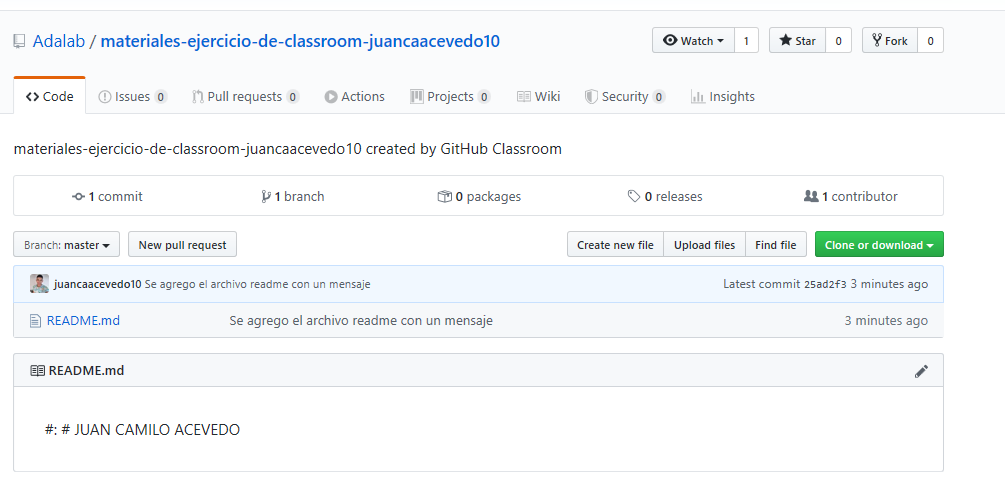 Adalab / materiales-ejercicio-de-classroom-juancaacevedo10 Watch 1 Star 0 Fork 0
Code Issues 0 Pull requests 0 Actions Projects 0 Wiki Security 0 Insights
materiales-ejercicio-de-classroom-juancaacevedo10 created by GitHub Classroom
1 commit 1 branch 0 packages 0 releases 1 contributor
Branch: master New pull request Create new file Upload files Find file Clone or download
juancaacevedo10 Se agrego el archivo readme con un mensaje Latest commit 25ad2f3 3 minutes ago
README.md Se agrego el archivo readme con un mensaje 3 minutes ago
README.md
#: # JUAN CAMILO ACEVEDO